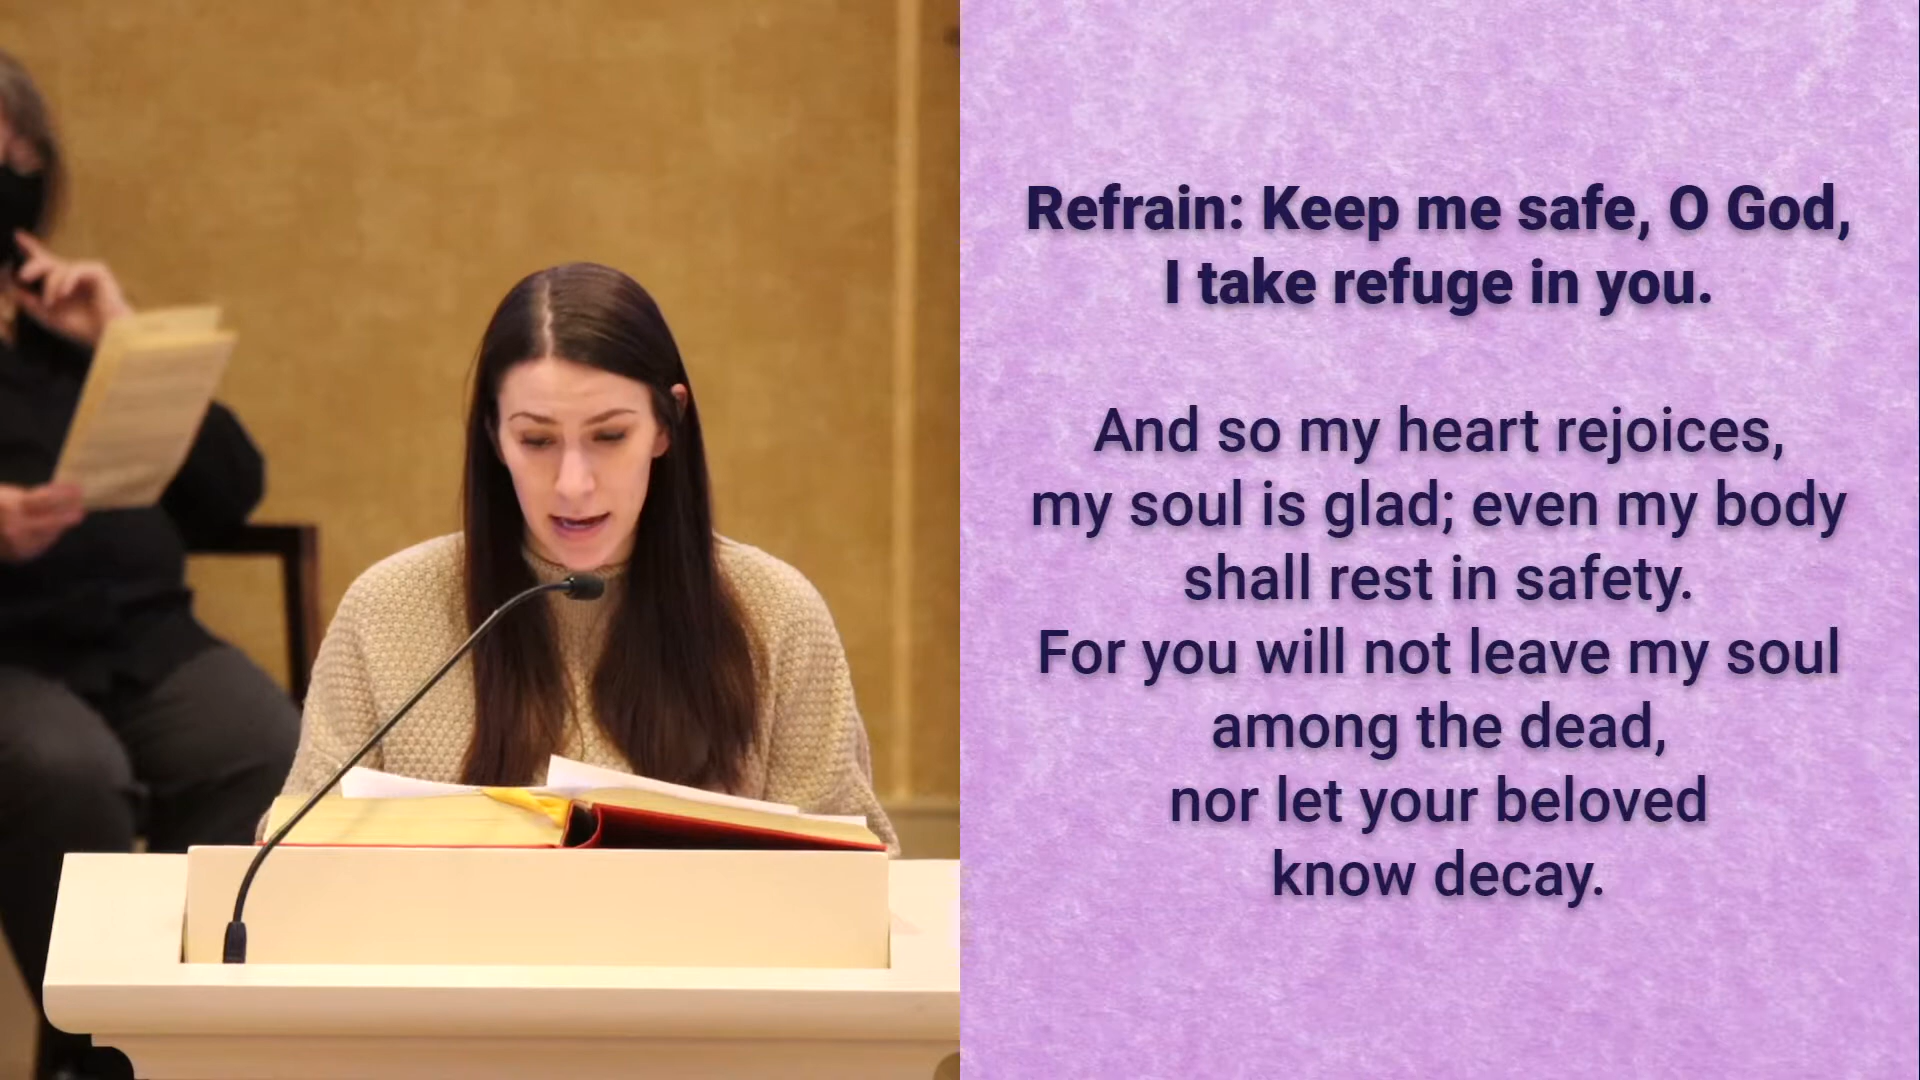 Refrain: Keep me safe, O God,
I take refuge in you.
And so my heart rejoices,
my soul is glad; even my body
shall rest in safety.
For you will not leave my soul
among the dead,
nor let your beloved
know decay.